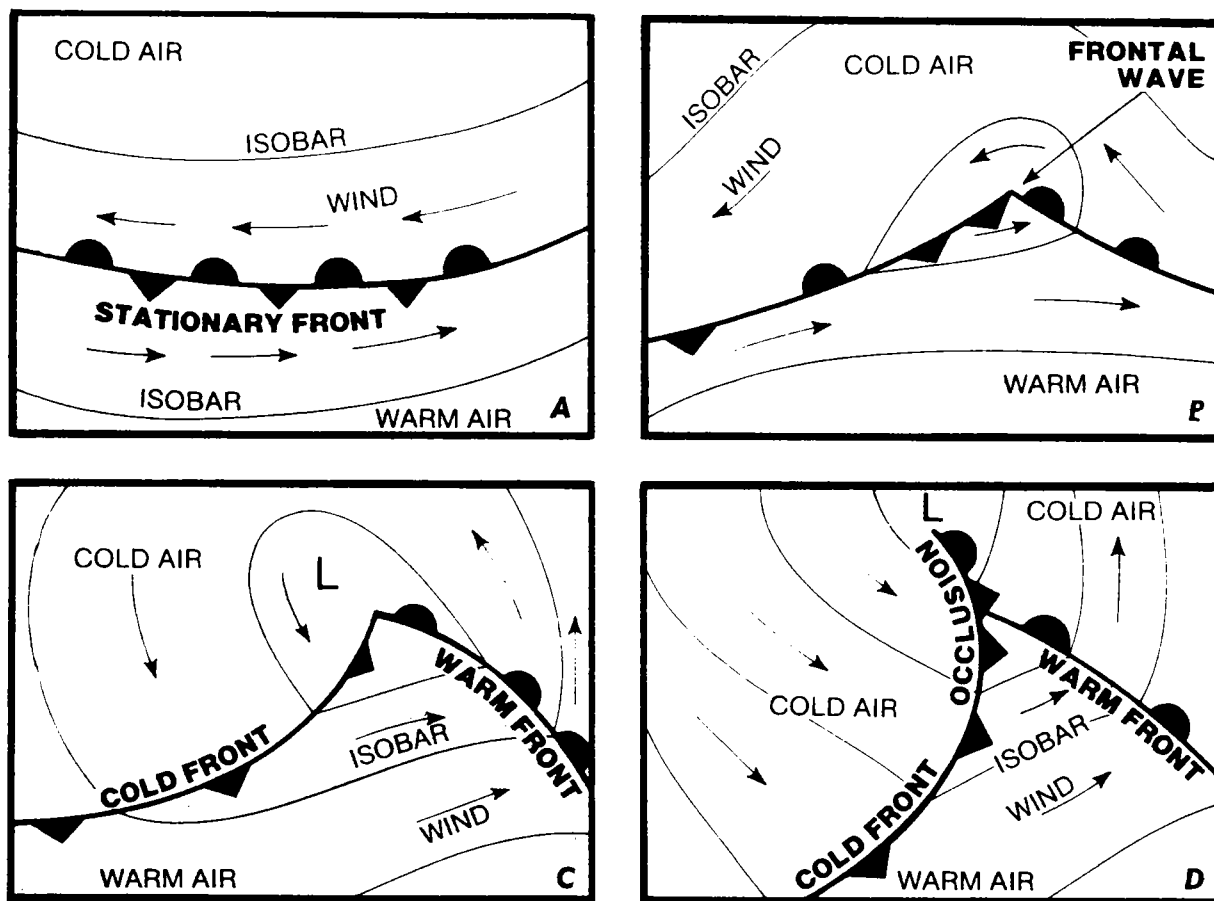 COLD AIR
ISOBAR
WIND
STATIONARY FRONT
ISOBAR
WARM AIR
A
ISOBAR
COLD AIR
FRONTAL
WAVE
WIND
WARM AIR
B
COLD AIR
L
COLD FRONT
WARM FRONT
ISOBAR
WIND
WARM AIR
C
L
COLD AIR
OCCLUSION
COLD AIR
WARM FRONT
ISOBAR
WIND
COLD FRONT
WARM AIR
D